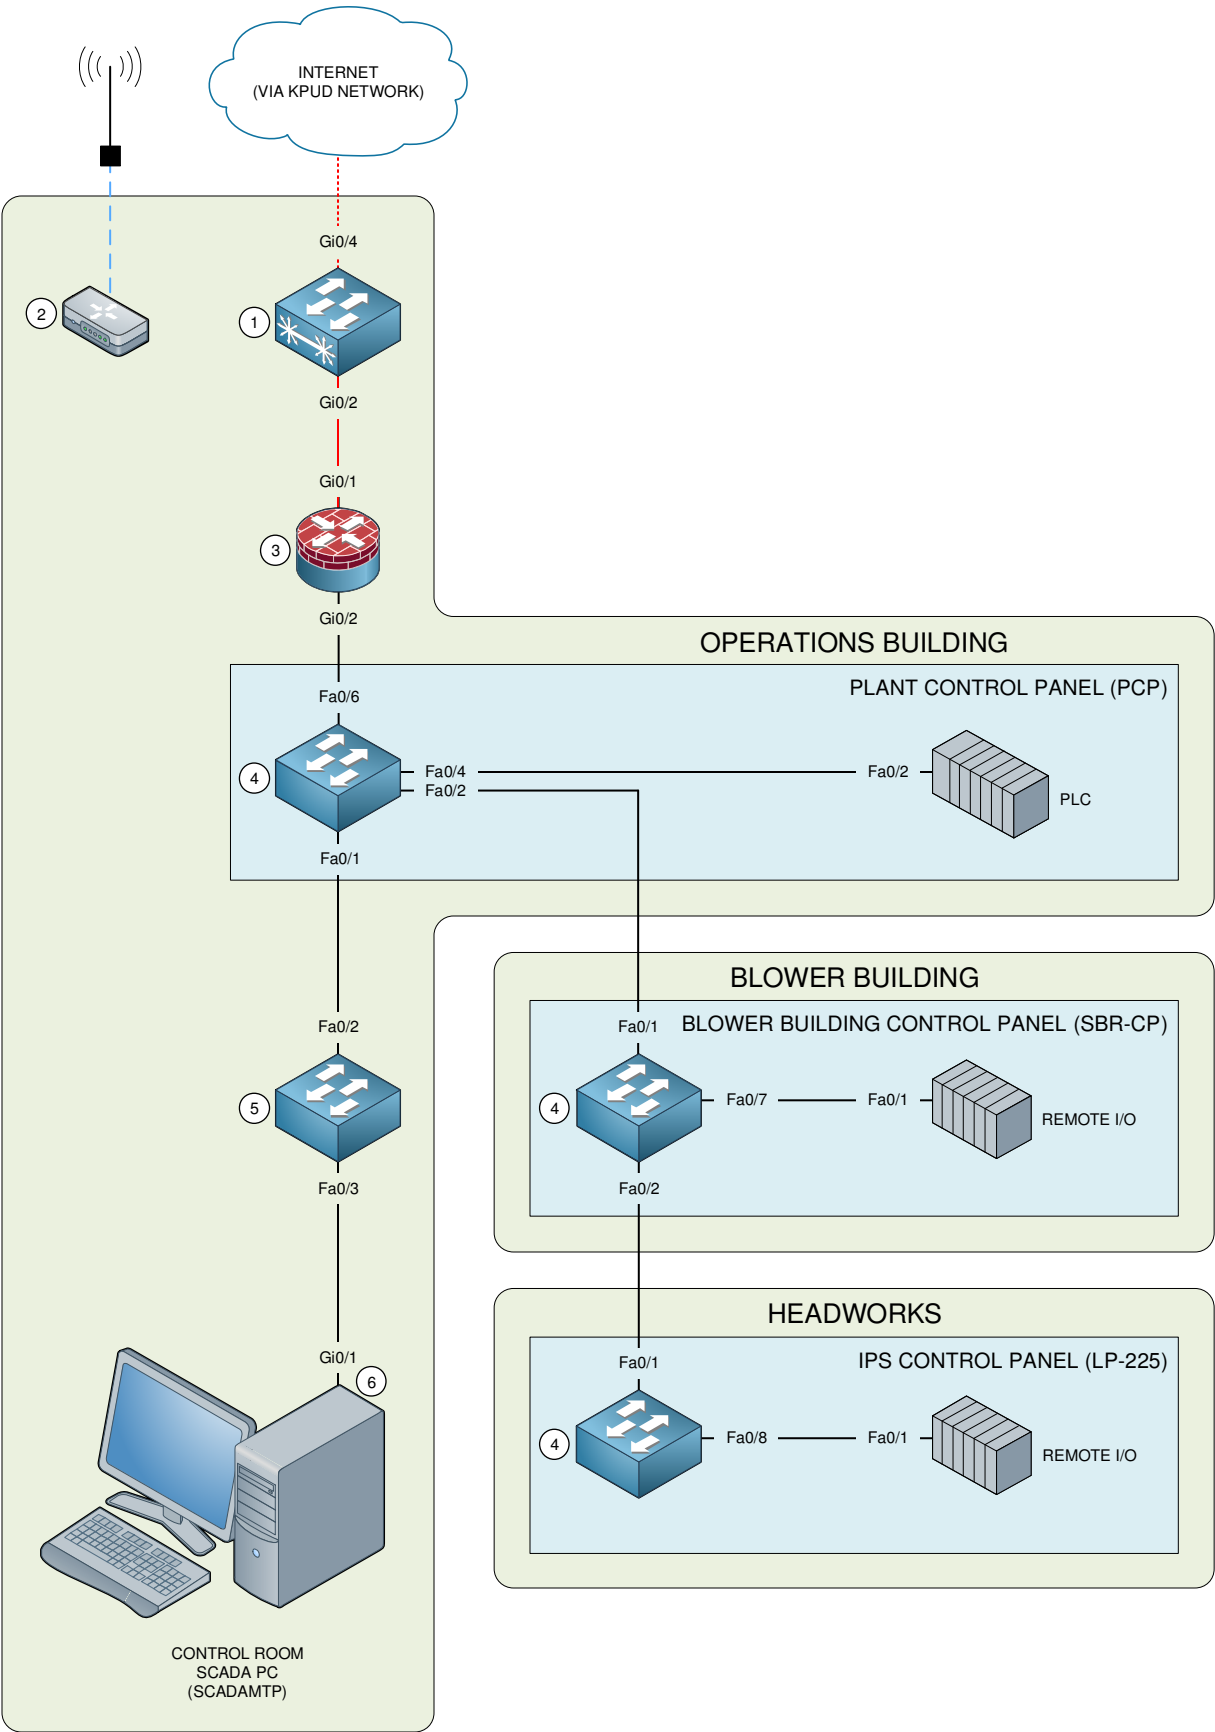 INTERNET
(VIA KPUD NETWORK)
Gi0/4
2
1
Gi0/2
Gi0/1
3
Gi0/2
OPERATIONS BUILDING
PLANT CONTROL PANEL (PCP)
Fa0/6
4
Fa0/4
Fa0/2
Fa0/2
PLC
Fa0/1
BLOWER BUILDING
BLOWER BUILDING CONTROL PANEL (SBR-CP)
Fa0/2
Fa0/1
5
4
Fa0/7
Fa0/1
REMOTE I/O
Fa0/3
Fa0/2
HEADWORKS
IPS CONTROL PANEL (LP-225)
Gi0/1
Fa0/1
6
4
Fa0/8
Fa0/1
REMOTE I/O
CONTROL ROOM
SCADA PC
(SCADAMTP)